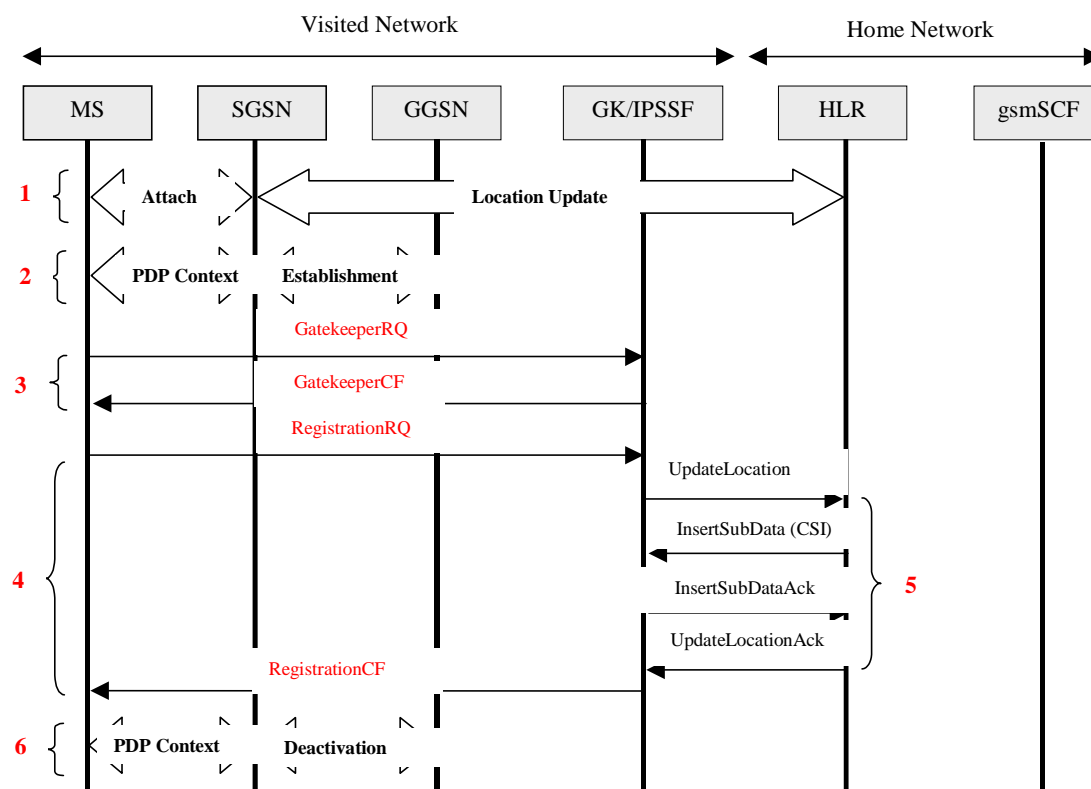 Visited Network
Home Network
MS
SGSN
GGSN
GK/IPSSF
HLR
gsmSCF
1
Attach
Location Update
2
PDP Context
Establishment
GatekeeperRQ
3
GatekeeperCF
RegistrationRQ
UpdateLocation
InsertSubData (CSI)
4
InsertSubDataAck
5
UpdateLocationAck
RegistrationCF
6
PDP Context
Deactivation